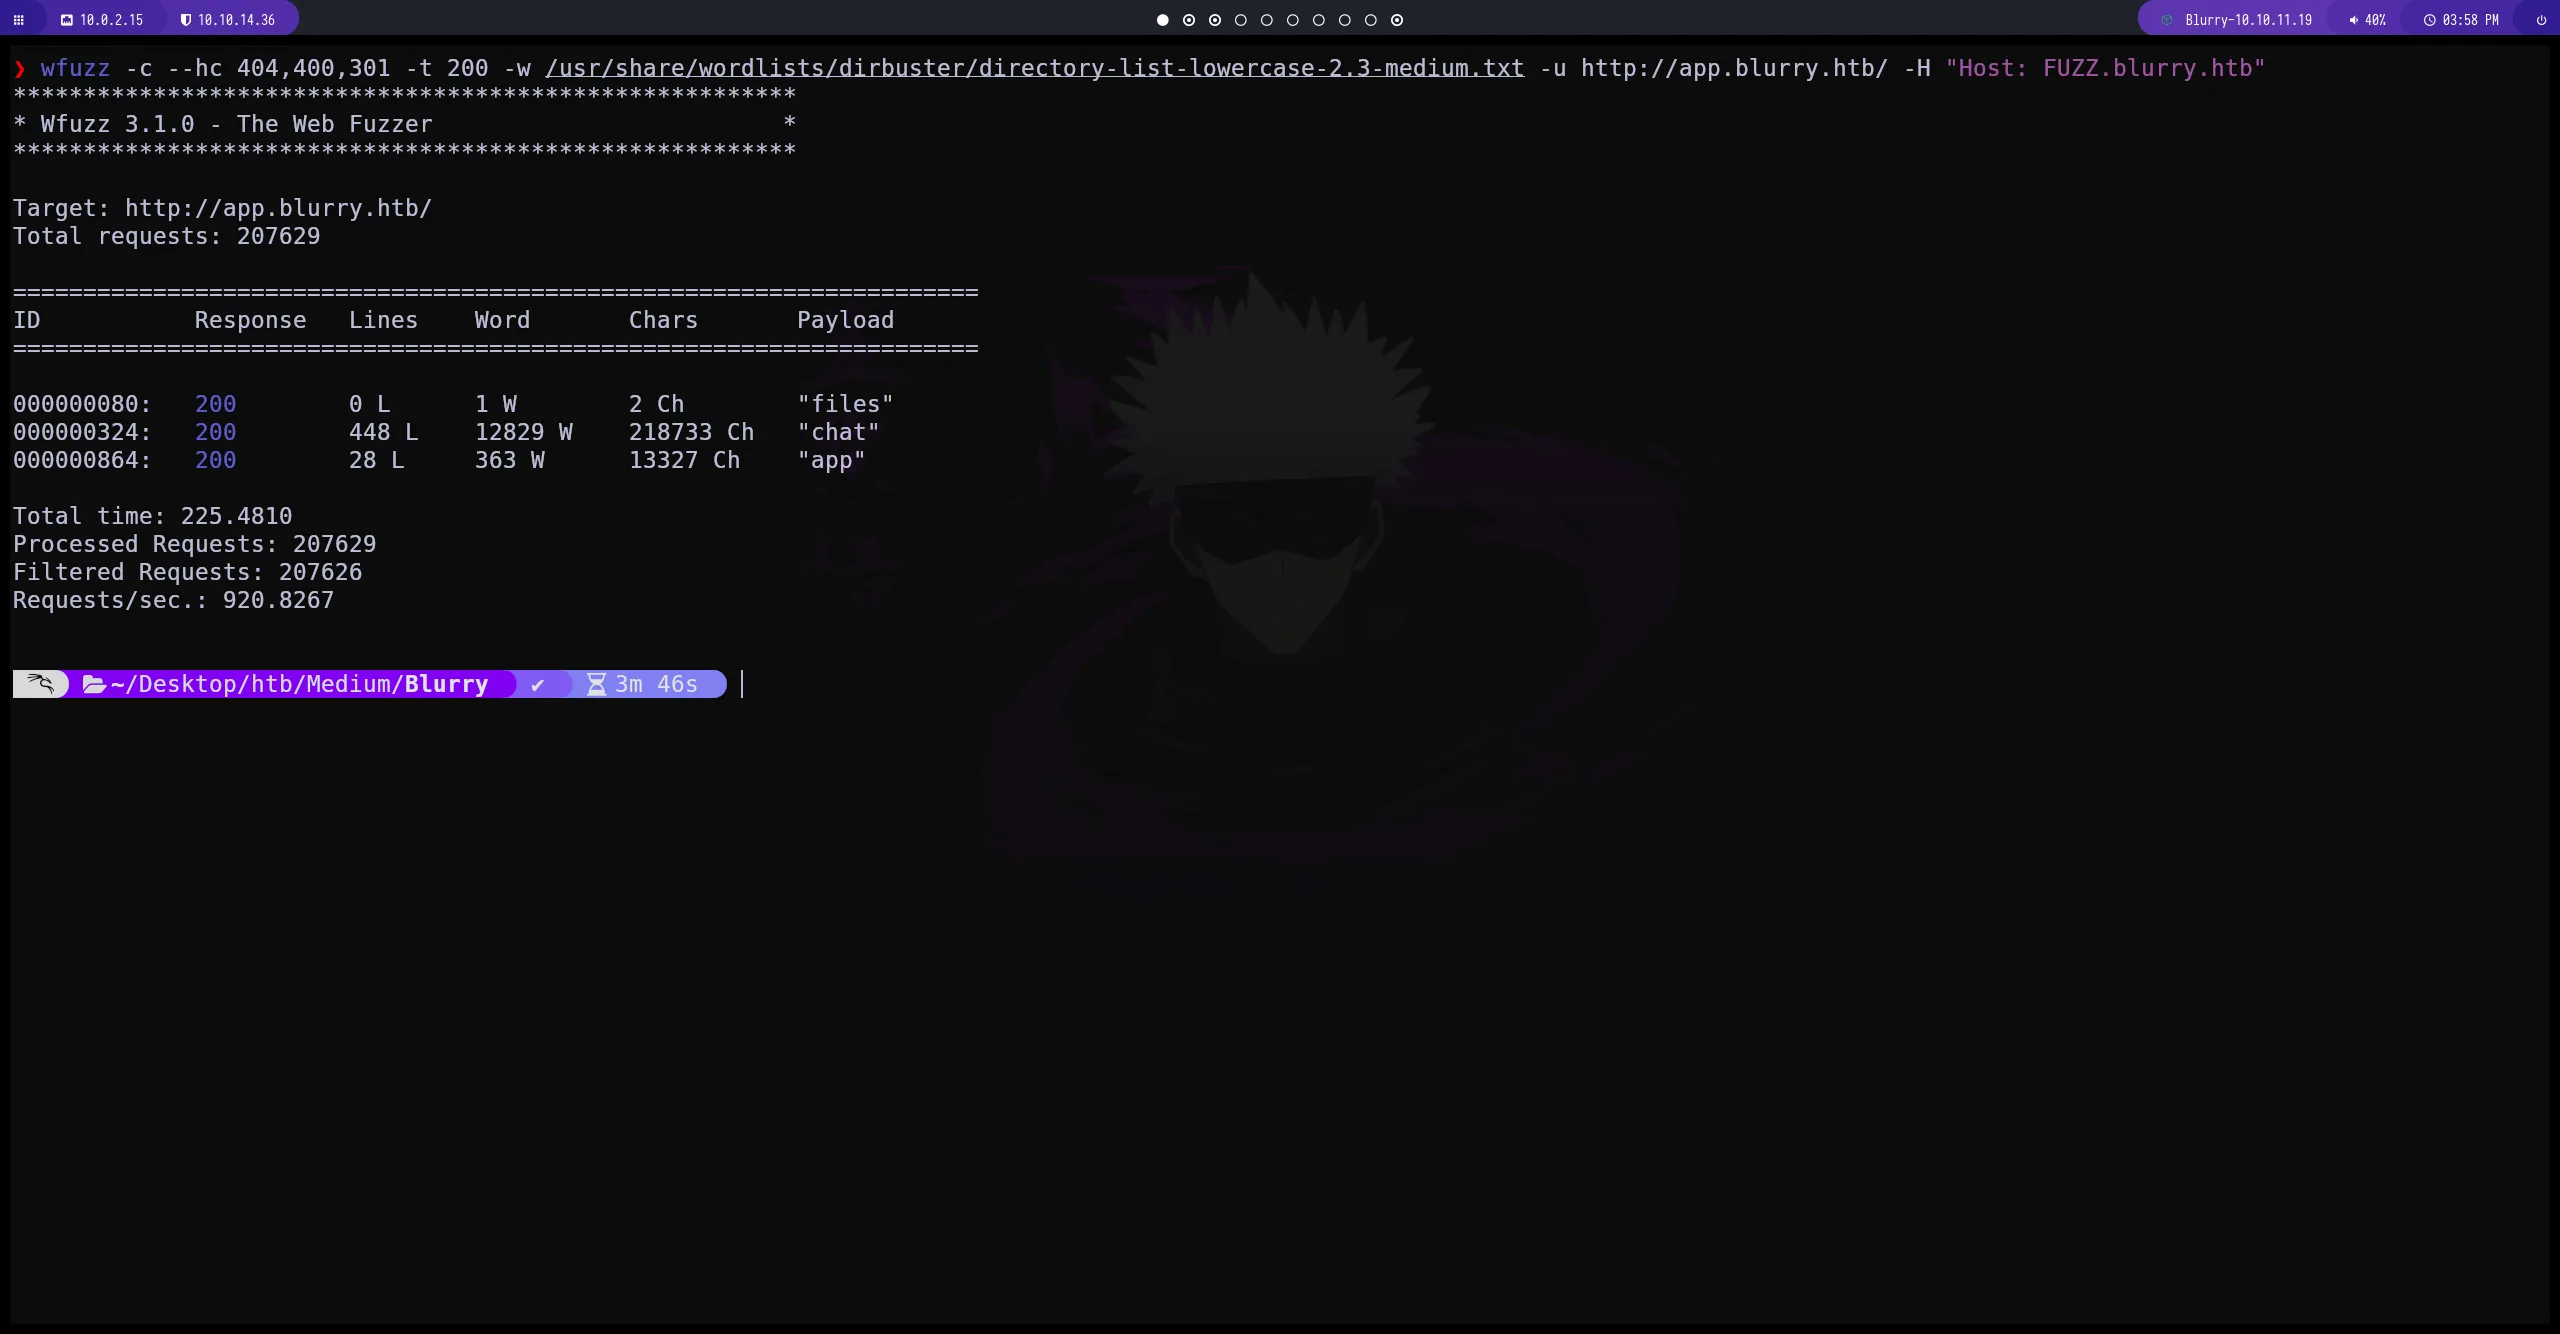 10.0.2.15 10.10.14.36 Blurry-10.10.11.19 40% 03:58 PM
❯ wfuzz -c --hc 404,400,301 -t 200 -w /usr/share/wordlists/dirbuster/directory-list-lowercase-2.3-medium.txt -u http://app.blurry.htb/ -H "Host: FUZZ.blurry.htb"
********************************************************
* Wfuzz 3.1.0 - The Web Fuzzer                         *
********************************************************
Target: http://app.blurry.htb/
Total requests: 207629
=====================================================================
ID           Response   Lines    Word       Chars       Payload
=====================================================================
000000080:   200        0 L      1 W        2 Ch        "files"
000000324:   200        448 L    12829 W    218733 Ch   "chat"
000000864:   200        28 L     363 W      13327 Ch    "app"
Total time: 225.4810
Processed Requests: 207629
Filtered Requests: 207626
Requests/sec.: 920.8267
~/Desktop/htb/Medium/Blurry ✔ 3m 46s